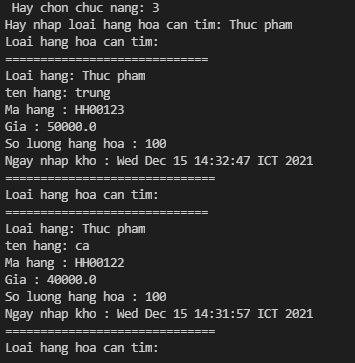 Hay chon chuc nang: 3
Hay nhap loai hang hoa can tim: Thuc pham
Loai hang hoa can tim:
=============================
Loai hang: Thuc pham
ten hang: trung
Ma hang : HH00123
Gia : 50000.0
So luong hang hoa : 100
Ngay nhap kho : Wed Dec 15 14:32:47 ICT 2021
==============================
Loai hang hoa can tim:
=============================
Loai hang: Thuc pham
ten hang: ca
Ma hang : HH00122
Gia : 40000.0
So luong hang hoa : 100
Ngay nhap kho : Wed Dec 15 14:31:57 ICT 2021
==============================
Loai hang hoa can tim: